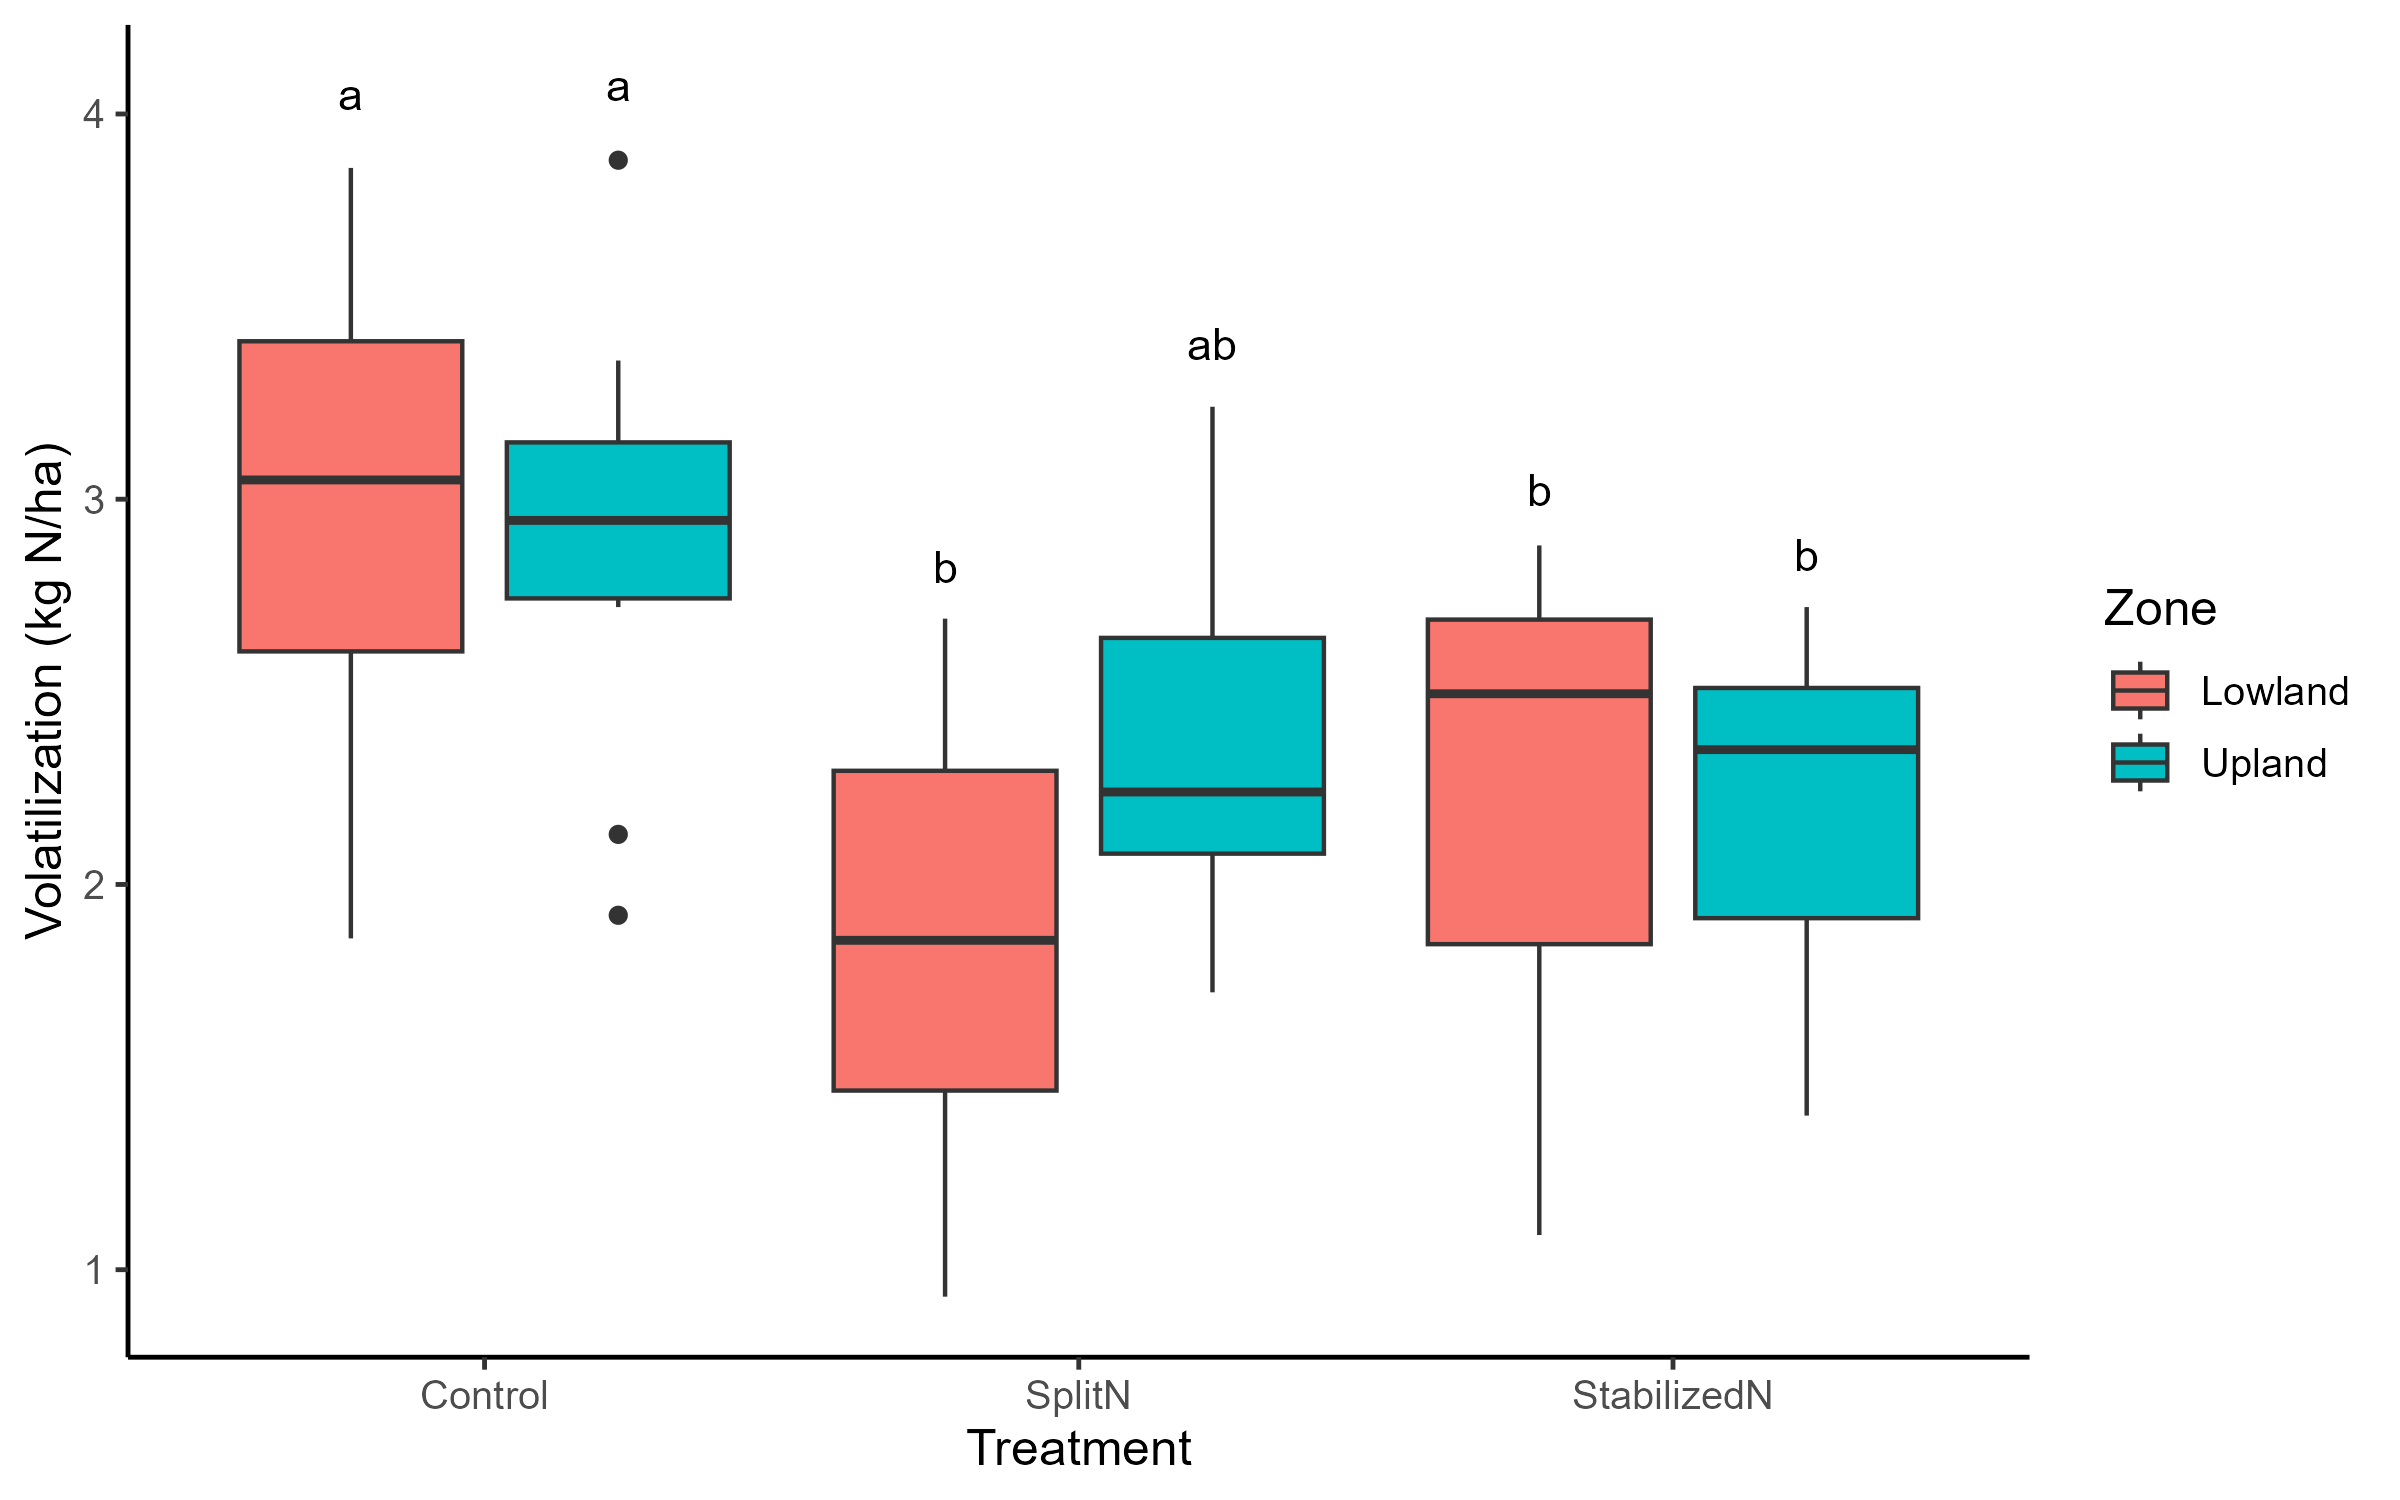 a
a
ab
b
b
b
4
3
2
1
Volatilization (kg N/ha)
Control
SplitN
StabilizedN
Treatment
Zone
Lowland
Upland